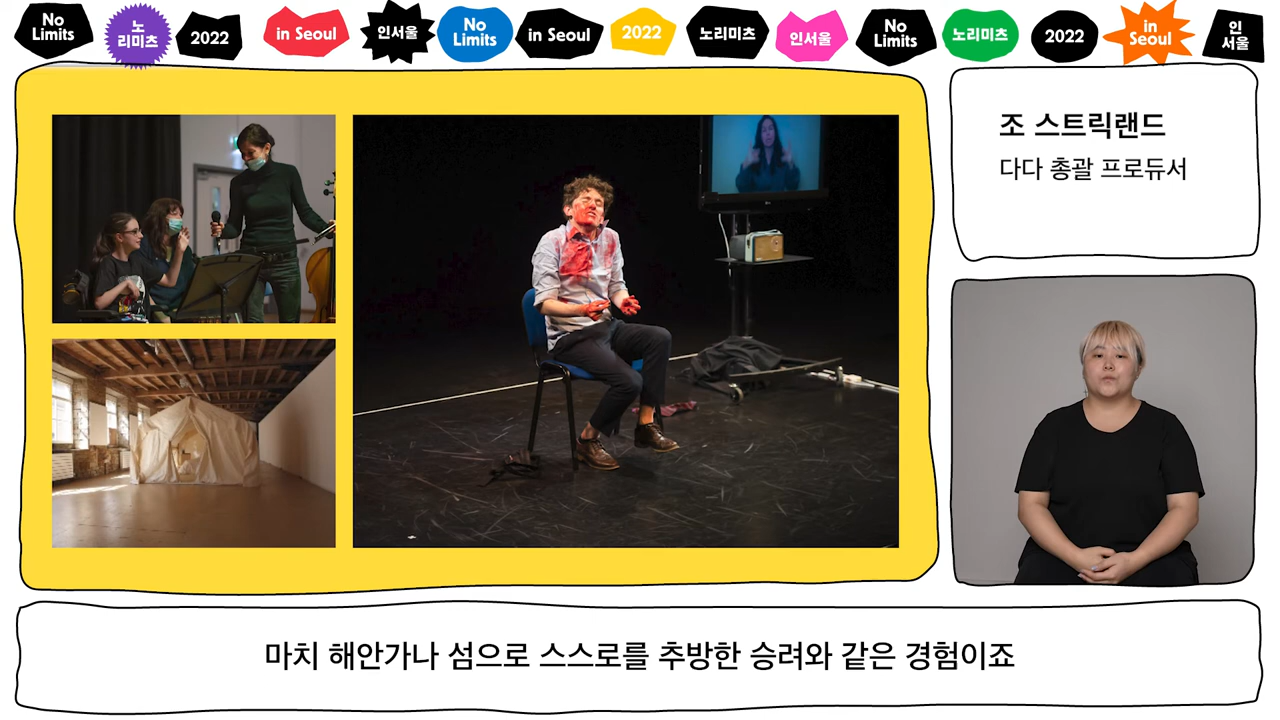 No
Limits
노
리미츠
2022
in Seoul
인서울
No
Limits
in Seoul
2022
노리미츠
인서울
No
Limits
노리미츠
2022
in
Seoul
인
서울
조 스트릭랜드
다다 총괄 프로듀서
마치 해안가나 섬으로 스스로를 추방한 승려와 같은 경험이죠